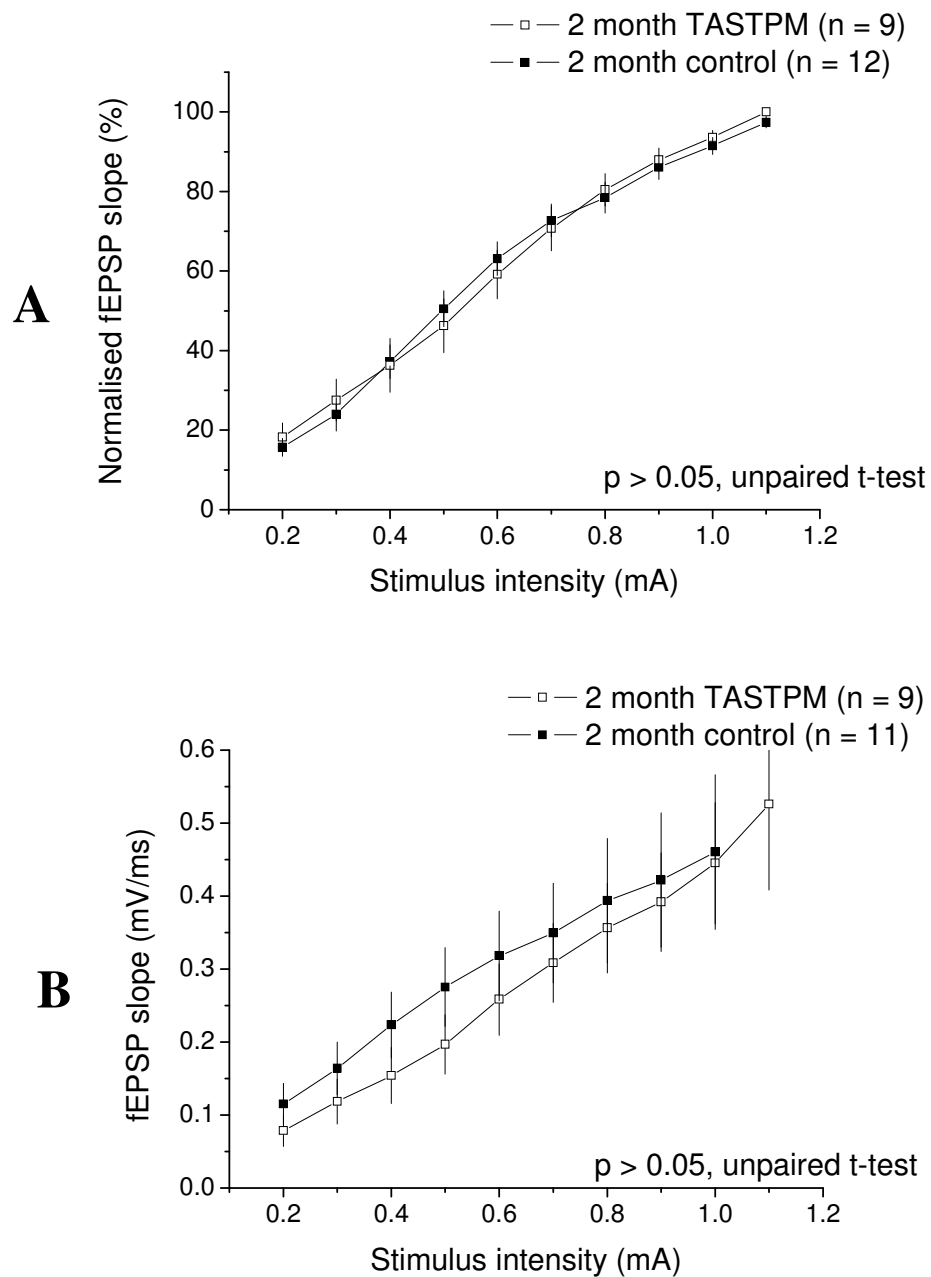 2 month TASTPM (n = 9)
2 month control (n = 12)
A
Normalised fEPSP slope (%)
100
80
60
40
20
0
p > 0.05, unpaired t-test
0.2 0.4 0.6 0.8 1.0 1.2
Stimulus intensity (mA)
2 month TASTPM (n = 9)
2 month control (n = 11)
B
fEPSP slope (mV/ms)
0.6
0.5
0.4
0.3
0.2
0.1
0.0
p > 0.05, unpaired t-test
0.2 0.4 0.6 0.8 1.0 1.2
Stimulus intensity (mA)